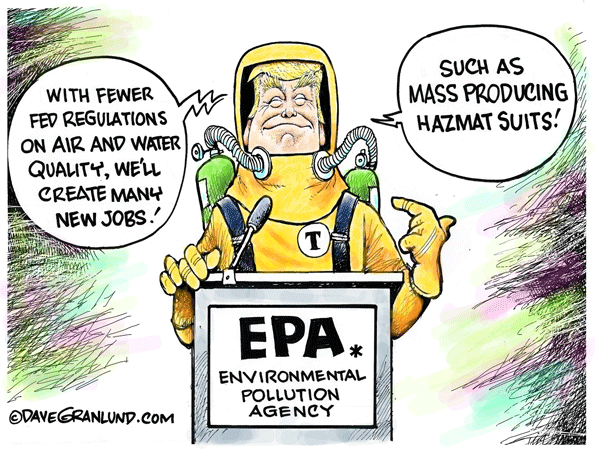 WITH FEWER
FED REGULATIONS
ON AIR AND WATER
QUALITY, WE'LL
CREATE MANY
NEW JOBS!
SUCH AS
MASS PRODUCING
HAZMAT SUITS!
T
EPA*
ENVIRONMENTAL
POLLUTION
AGENCY
©DAVEGRANLUND.COM